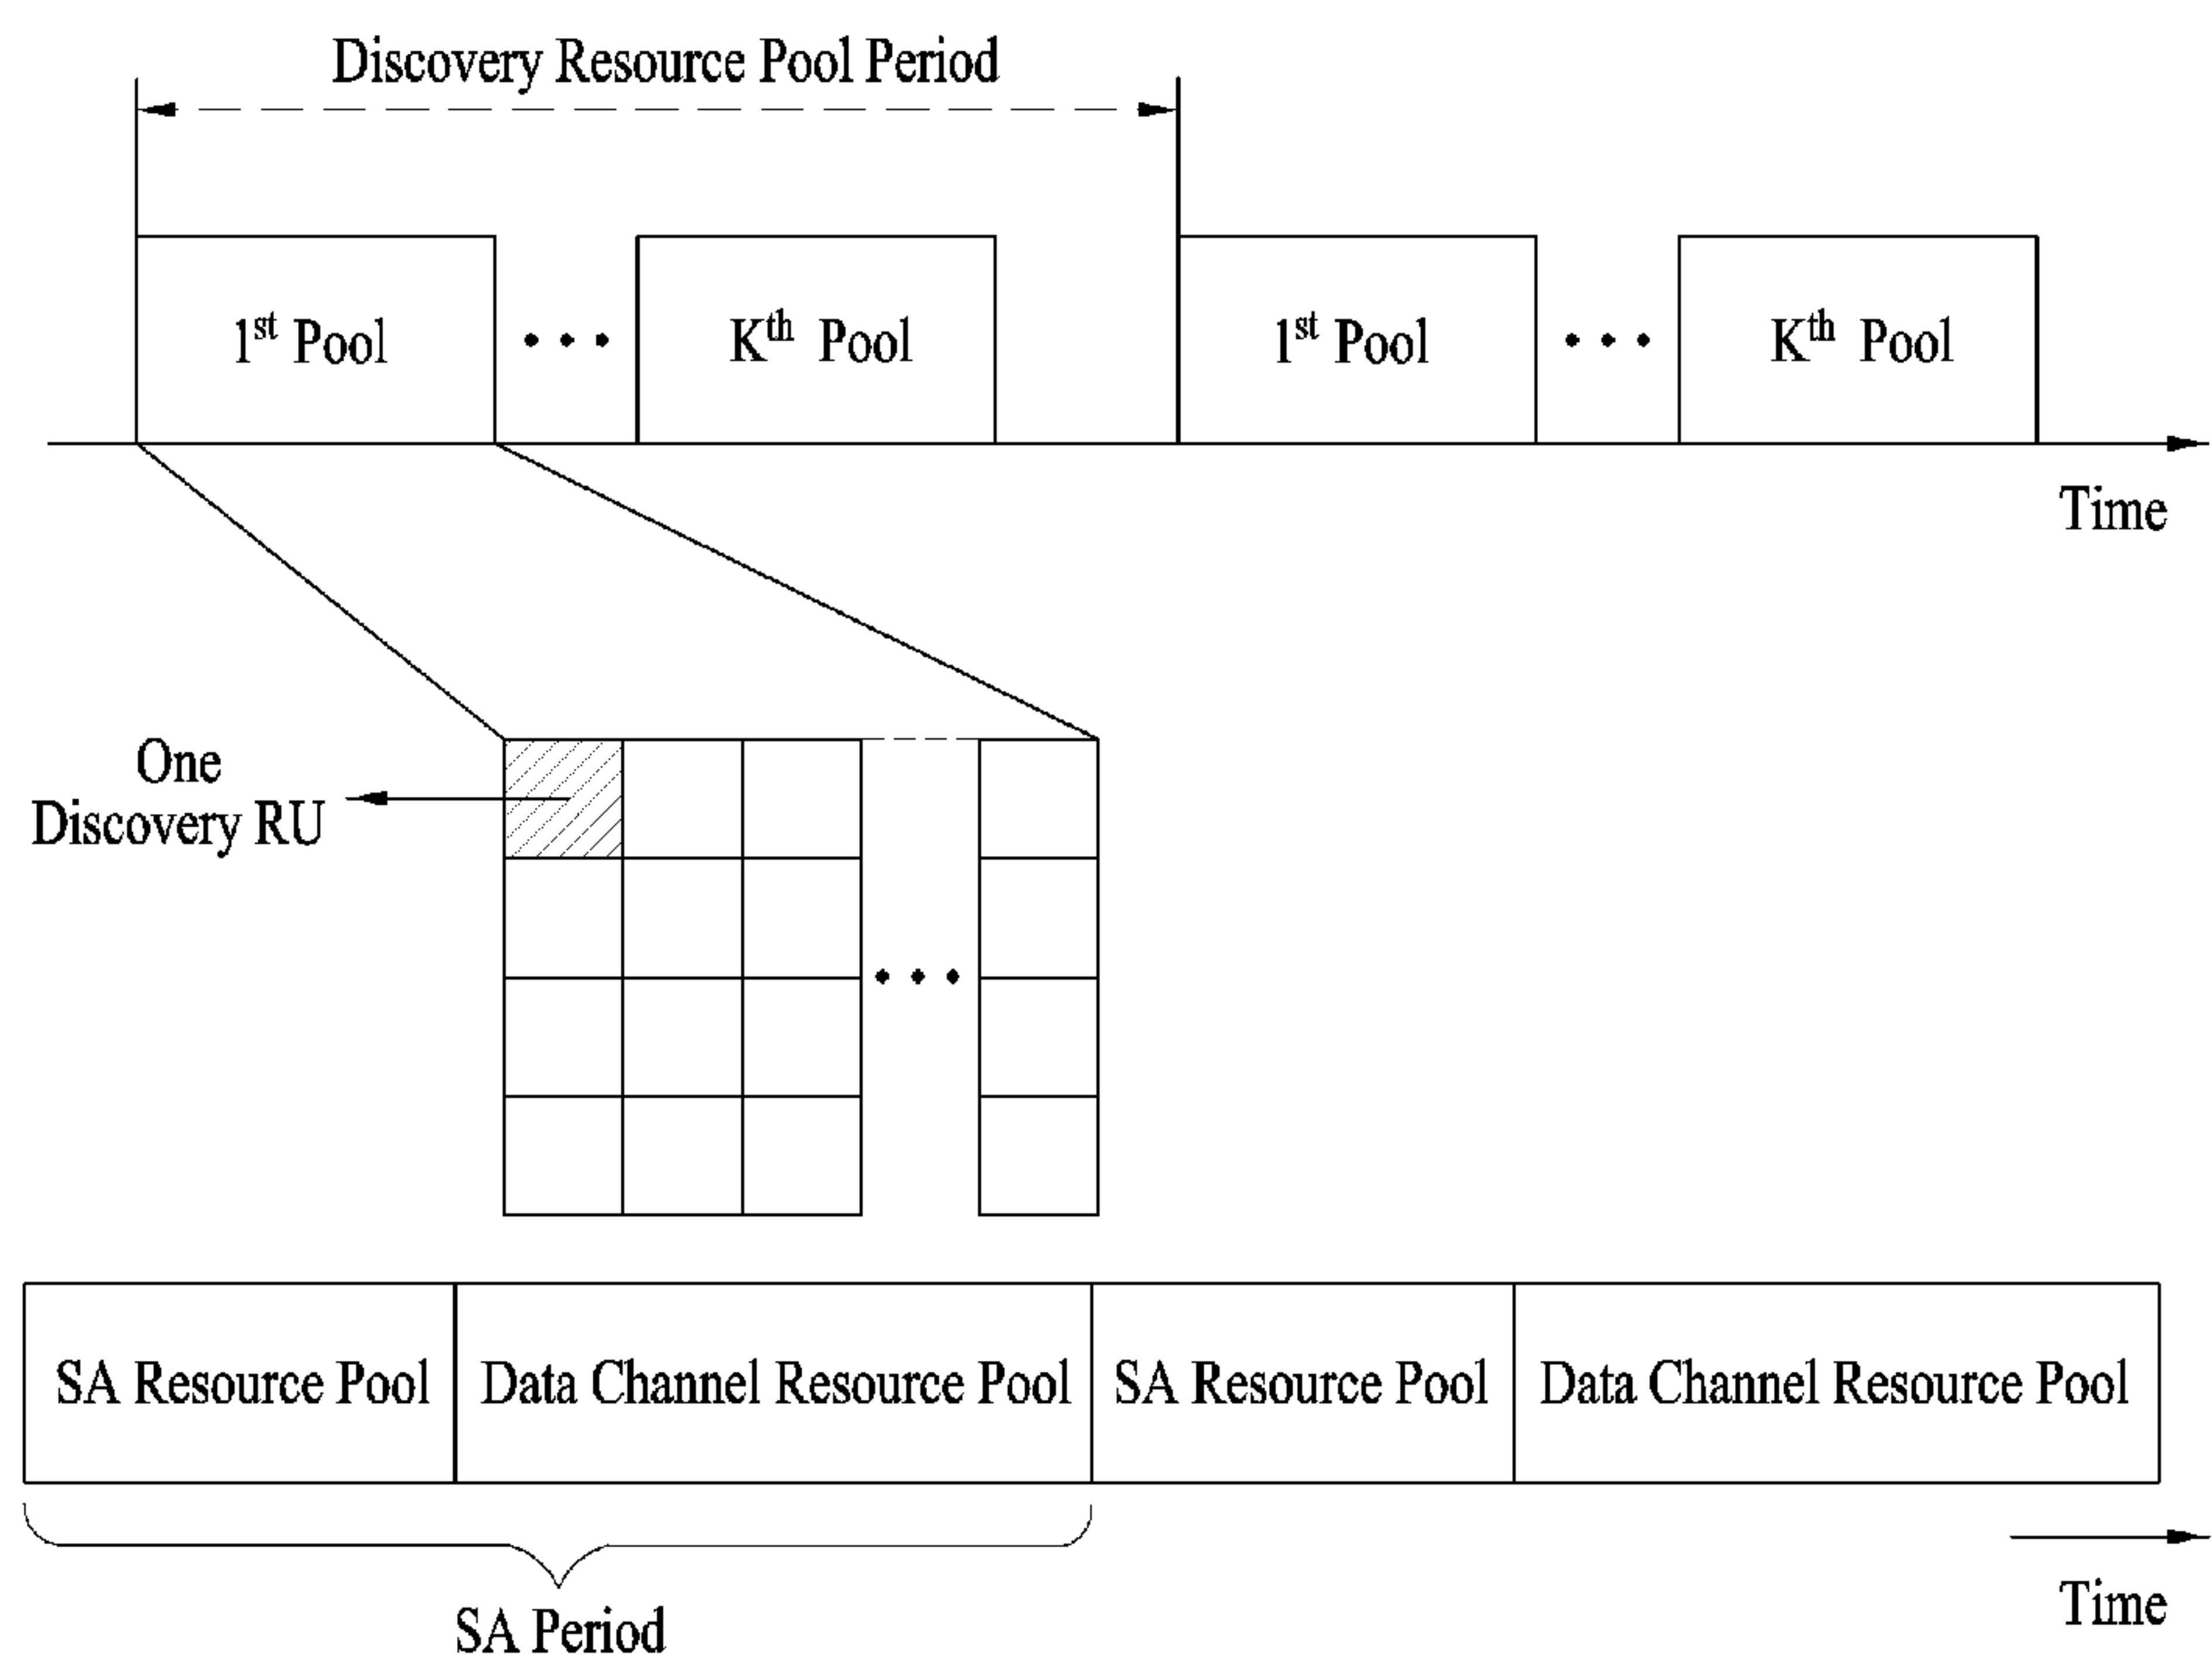 Discovery Resource Pool Period
1st Pool
Kth Pool
1st Pool
Kth Pool
Time
One
Discovery RU
SA Resource Pool
Data Channel Resource Pool
SA Resource Pool
Data Channel Resource Pool
SA Period
Time